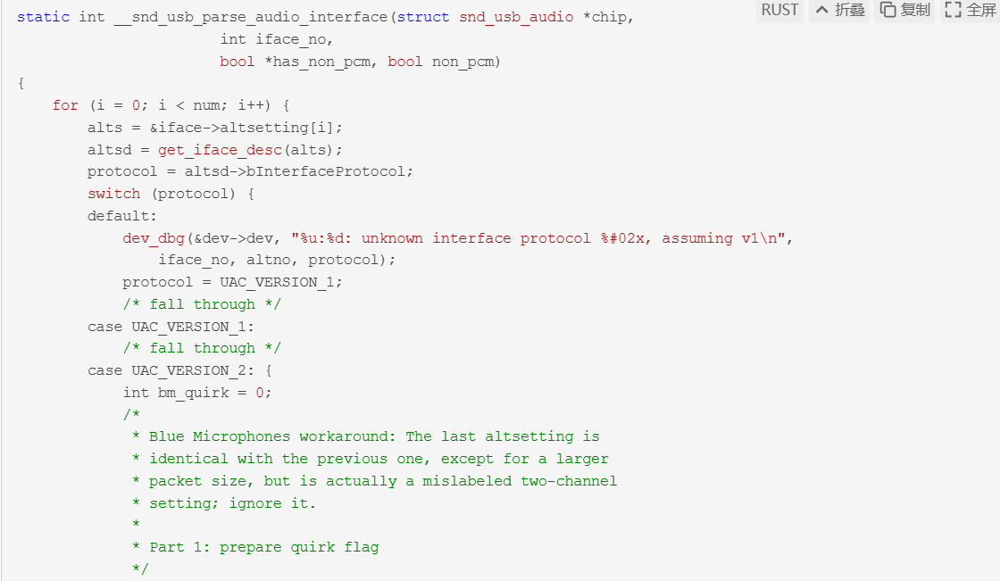 RUST 折叠 复制 全屏
static int __snd_usb_parse_audio_interface(struct snd_usb_audio *chip,
                       int iface_no,
                       bool *has_non_pcm, bool non_pcm)
{
    for (i = 0; i < num; i++) {
        alts = &iface->altsetting[i];
        altsd = get_iface_desc(alts);
        protocol = altsd->bInterfaceProtocol;
        switch (protocol) {
        default:
            dev_dbg(&dev->dev, "%u:%d: unknown interface protocol %#02x, assuming v1\n",
                iface_no, altno, protocol);
            protocol = UAC_VERSION_1;
            /* fall through */
        case UAC_VERSION_1:
            /* fall through */
        case UAC_VERSION_2: {
            int bm_quirk = 0;
            /*
             * Blue Microphones workaround: The last altsetting is
             * identical with the previous one, except for a larger
             * packet size, but is actually a mislabeled two-channel
             * setting; ignore it.
             *
             * Part 1: prepare quirk flag
             */